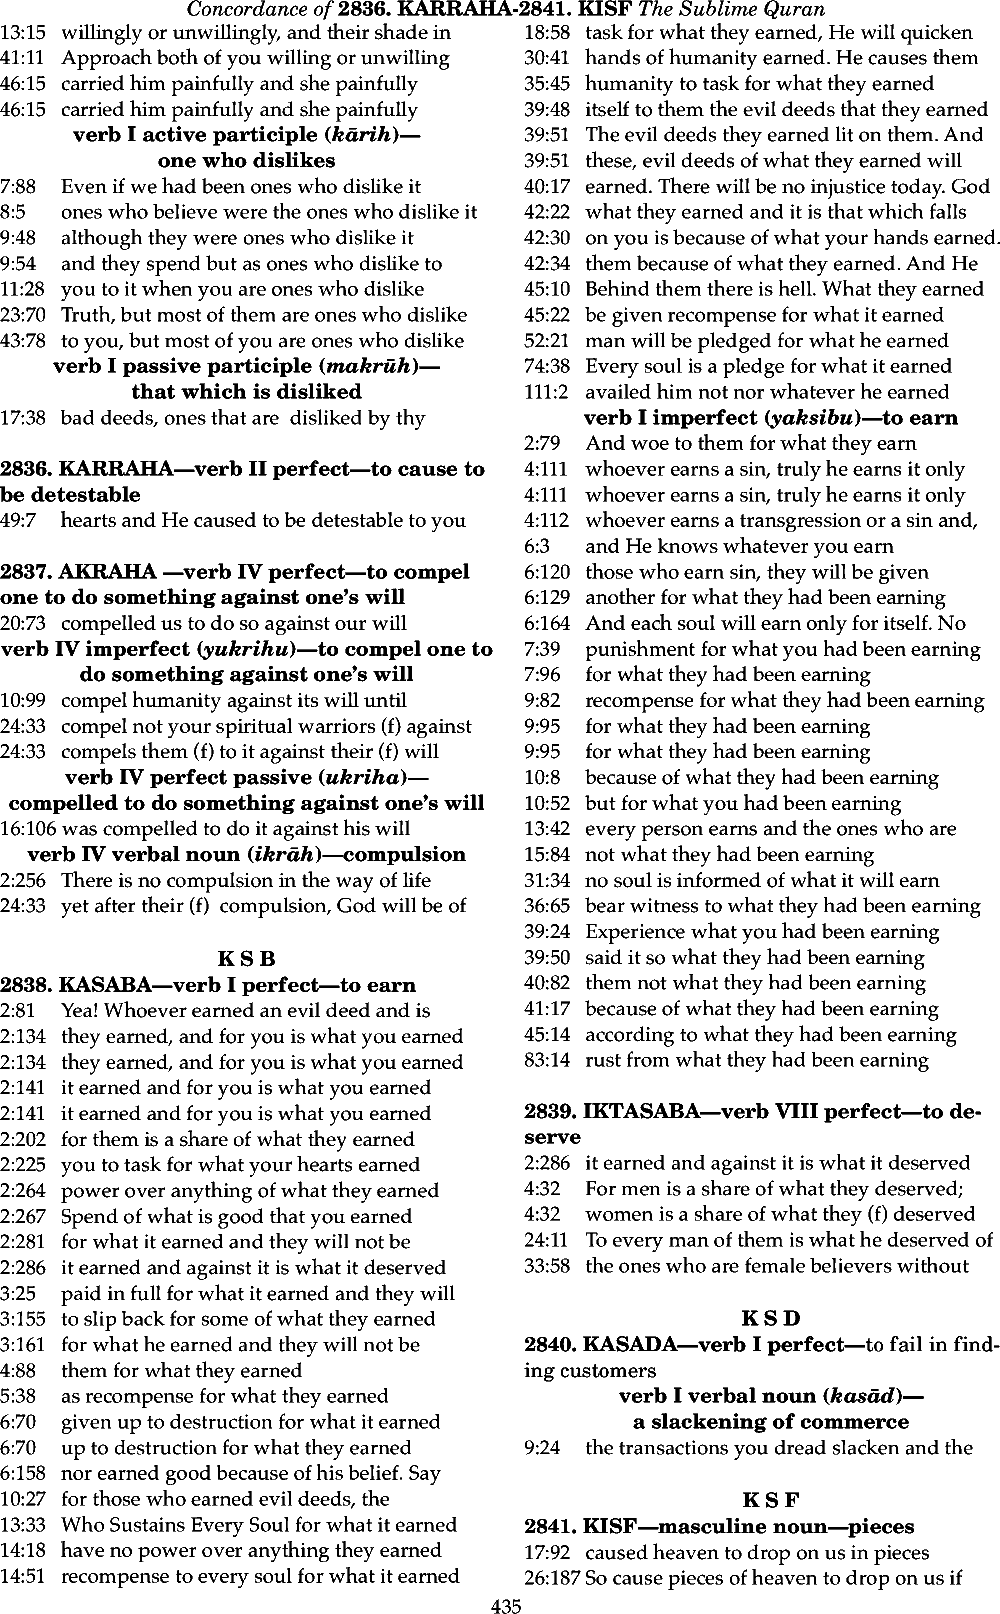 Concordance of 2836. KARRAHA-2841. KISF The Sublime Quran
13:15 willingly or unwillingly, and their shade in
41:11 Approach both of you willing or unwilling
46:15 carried him painfully and she painfully
46:15 carried him painfully and she painfully
verb I active participle (kārih)—
one who dislikes
7:88 Even if we had been ones who dislike it
8:5 ones who believe were the ones who dislike it
9:48 although they were ones who dislike it
9:54 and they spend but as ones who dislike to
11:28 you to it when you are ones who dislike
23:70 Truth, but most of them are ones who dislike
43:78 to you, but most of you are ones who dislike
verb I passive participle (makrūh)—
that which is disliked
17:38 bad deeds, ones that are disliked by thy
2836. KARRAHA—verb II perfect—to cause to
be detestable
49:7 hearts and He caused to be detestable to you
2837. AKRAHA —verb IV perfect—to compel
one to do something against one's will
20:73 compelled us to do so against our will
verb IV imperfect (yukrihu)—to compel one to
do something against one's will
10:99 compel humanity against its will until
24:33 compel not your spiritual warriors (f) against
24:33 compels them (f) to it against their (f) will
verb IV perfect passive (ukriha)—
compelled to do something against one's will
16:106 was compelled to do it against his will
verb IV verbal noun (ikrāh)—compulsion
2:256 There is no compulsion in the way of life
24:33 yet after their (f) compulsion, God will be of
K S B
2838. KASABA—verb I perfect—to earn
2:81 Yea! Whoever earned an evil deed and is
2:134 they earned, and for you is what you earned
2:134 they earned, and for you is what you earned
2:141 it earned and for you is what you earned
2:141 it earned and for you is what you earned
2:202 for them is a share of what they earned
2:225 you to task for what your hearts earned
2:264 power over anything of what they earned
2:267 Spend of what is good that you earned
2:281 for what it earned and they will not be
2:286 it earned and against it is what it deserved
3:25 paid in full for what it earned and they will
3:155 to slip back for some of what they earned
3:161 for what he earned and they will not be
4:88 them for what they earned
5:38 as recompense for what they earned
6:70 given up to destruction for what it earned
6:70 up to destruction for what they earned
6:158 nor earned good because of his belief. Say
10:27 for those who earned evil deeds, the
13:33 Who Sustains Every Soul for what it earned
14:18 have no power over anything they earned
14:51 recompense to every soul for what it earned
18:58 task for what they earned, He will quicken
30:41 hands of humanity earned. He causes them
35:45 humanity to task for what they earned
39:48 itself to them the evil deeds that they earned
39:51 The evil deeds they earned lit on them. And
39:51 these, evil deeds of what they earned will
40:17 earned. There will be no injustice today. God
42:22 what they earned and it is that which falls
42:30 on you is because of what your hands earned.
42:34 them because of what they earned. And He
45:10 Behind them there is hell. What they earned
45:22 be given recompense for what it earned
52:21 man will be pledged for what he earned
74:38 Every soul is a pledge for what it earned
111:2 availed him not nor whatever he earned
verb I imperfect (yaksibu)—to earn
2:79 And woe to them for what they earn
4:111 whoever earns a sin, truly he earns it only
4:111 whoever earns a sin, truly he earns it only
4:112 whoever earns a transgression or a sin and,
6:3 and He knows whatever you earn
6:120 those who earn sin, they will be given
6:129 another for what they had been earning
6:164 And each soul will earn only for itself. No
7:39 punishment for what you had been earning
7:96 for what they had been earning
9:82 recompense for what they had been earning
9:95 for what they had been earning
9:95 for what they had been earning
10:8 because of what they had been earning
10:52 but for what you had been earning
13:42 every person earns and the ones who are
15:84 not what they had been earning
31:34 no soul is informed of what it will earn
36:65 bear witness to what they had been earning
39:24 Experience what you had been earning
39:50 said it so what they had been earning
40:82 them not what they had been earning
41:17 because of what they had been earning
45:14 according to what they had been earning
83:14 rust from what they had been earning
2839. IKTASABA—verb VIII perfect—to de-
serve
2:286 it earned and against it is what it deserved
4:32 For men is a share of what they deserved;
4:32 women is a share of what they (f) deserved
24:11 To every man of them is what he deserved of
33:58 the ones who are female believers without
K S D
2840. KASADA—verb I perfect—to fail in find-
ing customers
verb I verbal noun (kasād)—
a slackening of commerce
9:24 the transactions you dread slacken and the
K S F
2841. KISF—masculine noun—pieces
17:92 caused heaven to drop on us in pieces
26:187 So cause pieces of heaven to drop on us if
435